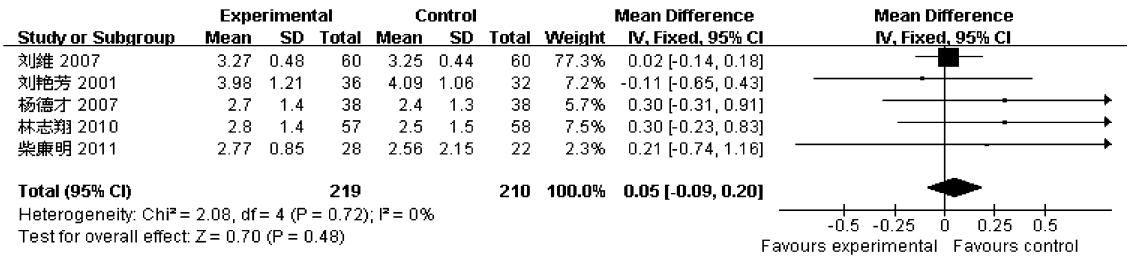 Experimental Control Mean Difference Mean Difference
Study or Subgroup Mean SD Total Mean SD Total Weight IV, Fixed, 95% CI IV, Fixed, 95% CI
刘维 2007 3.27 0.48 60 3.25 0.44 60 77.3% 0.02 [-0.14, 0.18]
刘艳芳 2001 3.98 1.21 36 4.09 1.06 32 7.2% -0.11 [-0.65, 0.43]
杨德才 2007 2.7 1.4 38 2.4 1.3 38 5.7% 0.30 [-0.31, 0.91]
林志翔 2010 2.8 1.4 57 2.5 1.5 58 7.5% 0.30 [-0.23, 0.83]
柴廉明 2011 2.77 0.85 28 2.56 2.15 22 2.3% 0.21 [-0.74, 1.16]
Total (95% CI) 219 210 100.0% 0.05 [-0.09, 0.20]
Heterogeneity: Chi² = 2.08, df = 4 (P = 0.72); I² = 0%
Test for overall effect: Z = 0.70 (P = 0.48)
-0.5 -0.25 0 0.25 0.5
Favours experimental Favours control